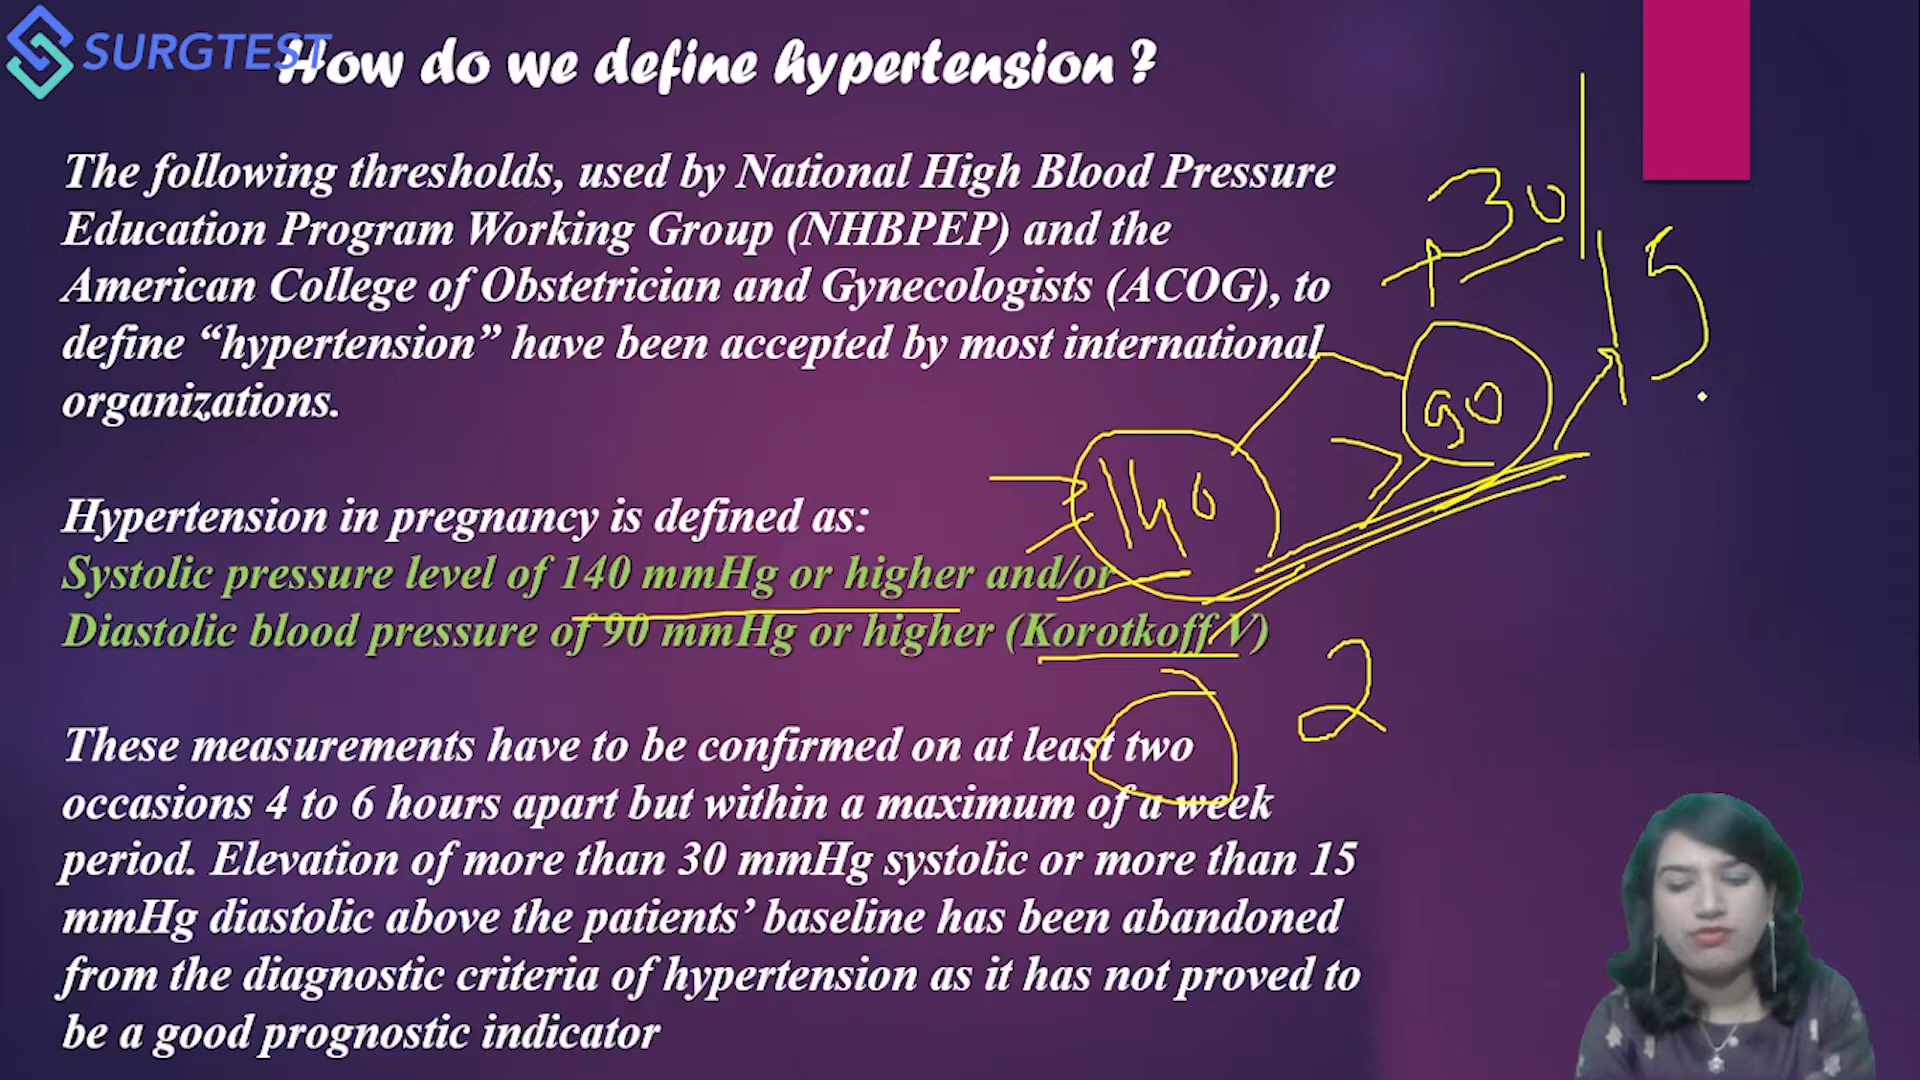 SURGTEST
How do we define hypertension ?
The following thresholds, used by National High Blood Pressure
Education Program Working Group (NHBPEP) and the
American College of Obstetrician and Gynecologists (ACOG), to
define “hypertension” have been accepted by most international
organizations.
30
15
90
140
Hypertension in pregnancy is defined as:
Systolic pressure level of 140 mmHg or higher and/or
Diastolic blood pressure of 90 mmHg or higher (Korotkoff V)
2
These measurements have to be confirmed on at least two
occasions 4 to 6 hours apart but within a maximum of a week
period. Elevation of more than 30 mmHg systolic or more than 15
mmHg diastolic above the patients’ baseline has been abandoned
from the diagnostic criteria of hypertension as it has not proved to
be a good prognostic indicator